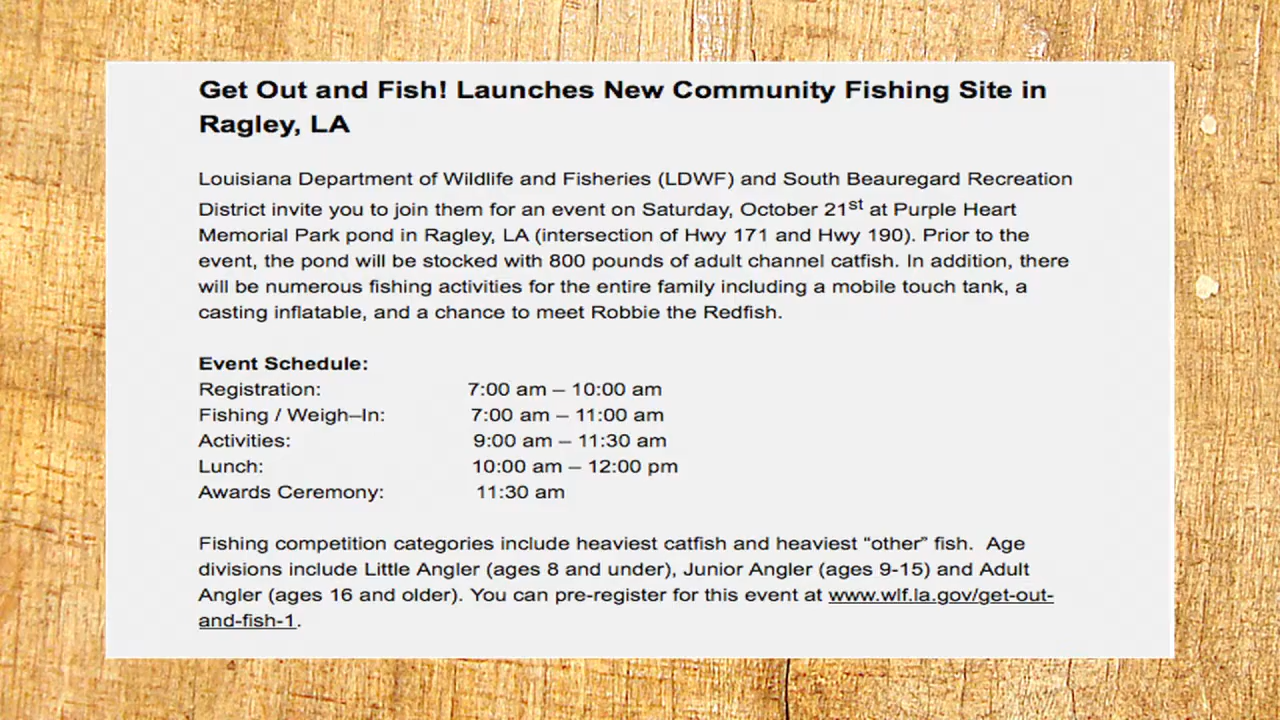 Get Out and Fish! Launches New Community Fishing Site in
Ragley, LA
Louisiana Department of Wildlife and Fisheries (LDWF) and South Beauregard Recreation
District invite you to join them for an event on Saturday, October 21st at Purple Heart
Memorial Park pond in Ragley, LA (intersection of Hwy 171 and Hwy 190). Prior to the
event, the pond will be stocked with 800 pounds of adult channel catfish. In addition, there
will be numerous fishing activities for the entire family including a mobile touch tank, a
casting inflatable, and a chance to meet Robbie the Redfish.
Event Schedule:
Registration: 7:00 am – 10:00 am
Fishing / Weigh–In: 7:00 am – 11:00 am
Activities: 9:00 am – 11:30 am
Lunch: 10:00 am – 12:00 pm
Awards Ceremony: 11:30 am
Fishing competition categories include heaviest catfish and heaviest “other” fish. Age
divisions include Little Angler (ages 8 and under), Junior Angler (ages 9-15) and Adult
Angler (ages 16 and older). You can pre-register for this event at www.wlf.la.gov/get-out-
and-fish-1.